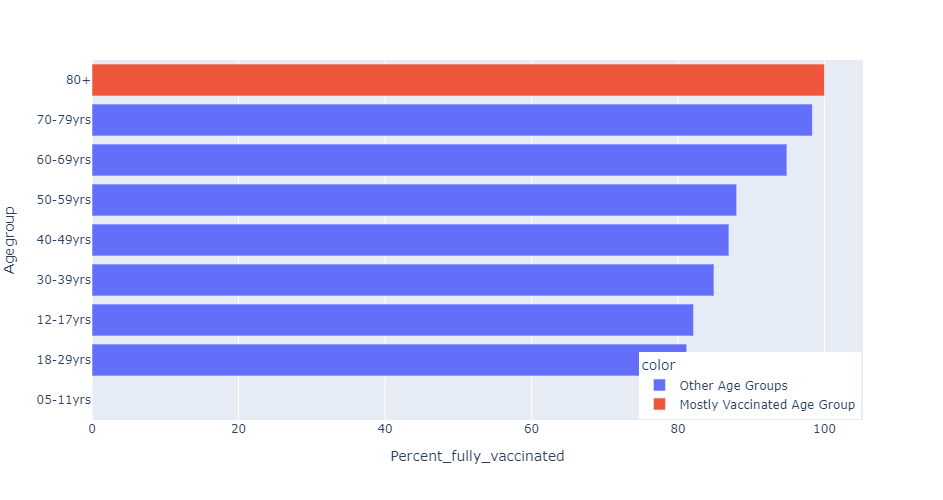 80+
70-79yrs
60-69yrs
50-59yrs
40-49yrs
30-39yrs
12-17yrs
18-29yrs
05-11yrs
Agegroup
0 20 40 60 80 100
Percent_fully_vaccinated
color
Other Age Groups
Mostly Vaccinated Age Group